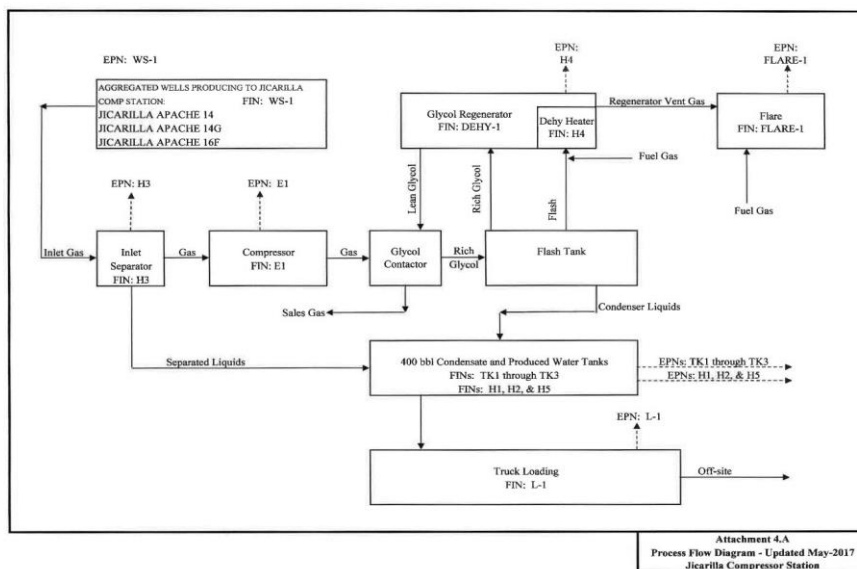 EPN: WS-1
AGGREGATED WELLS PRODUCING TO JICARILLA
COMP STATION: FIN: WS-1
JICARILLA APACHE 14
JICARILLA APACHE 14G
JICARILLA APACHE 16F
EPN:
H4
EPN:
FLARE-1
Glycol Regenerator
FIN: DEHY-1
Dehy Heater
FIN: H4
Regenerator Vent Gas
Flare
FIN: FLARE-1
Fuel Gas
Fuel Gas
Lean Glycol
Rich Glycol
Flash
EPN: H3
EPN: E1
Inlet Gas
Inlet
Separator
FIN: H3
Gas
Compressor
FIN: E1
Gas
Glycol
Contactor
Rich
Glycol
Flash Tank
Sales Gas
Condenser Liquids
Separated Liquids
400 bbl Condensate and Produced Water Tanks
FINs: TK1 through TK3
FINs: H1, H2, & H5
EPNs: TK1 through TK3
EPNs: H1, H2, & H5
EPN: L-1
Truck Loading
FIN: L-1
Off-site
Attachment 4.A
Process Flow Diagram - Updated May-2017
Jicarilla Compressor Station